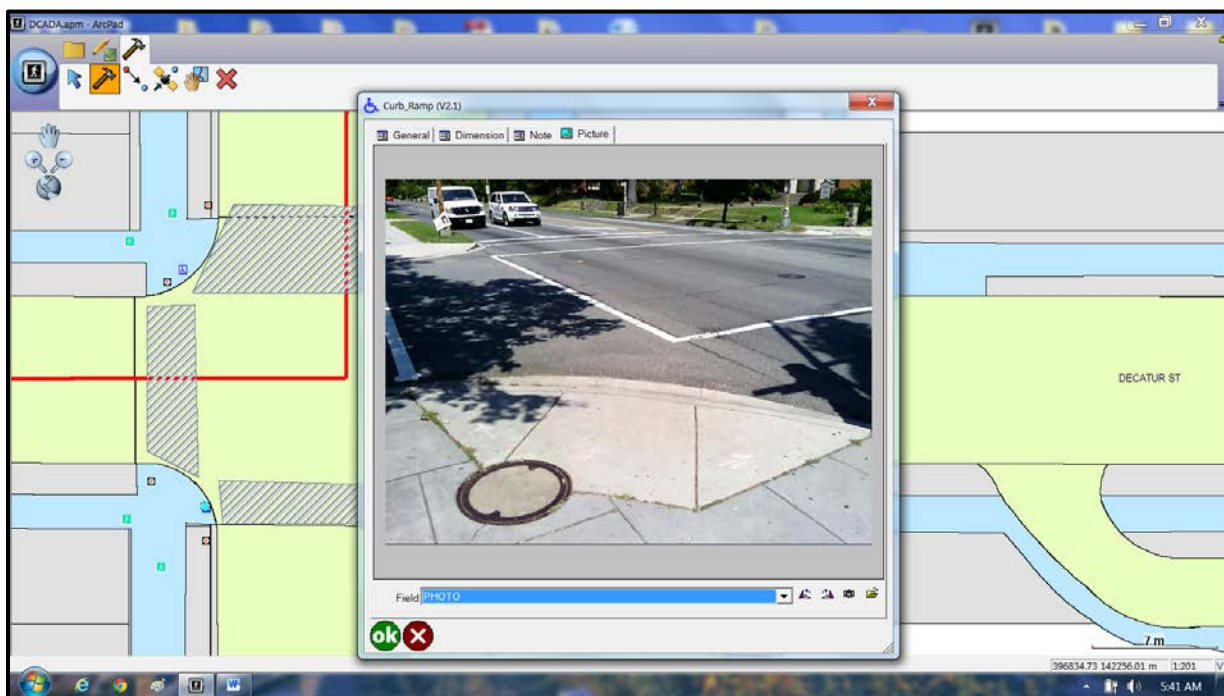 DCADA.apm - ArcPad
Curb_Ramp (V2.1)
General
Dimension
Note
Picture
DECATUR ST
Field PHOTO
ok
7 m
396834.73 142256.01 m
1:201
V
5:41 AM